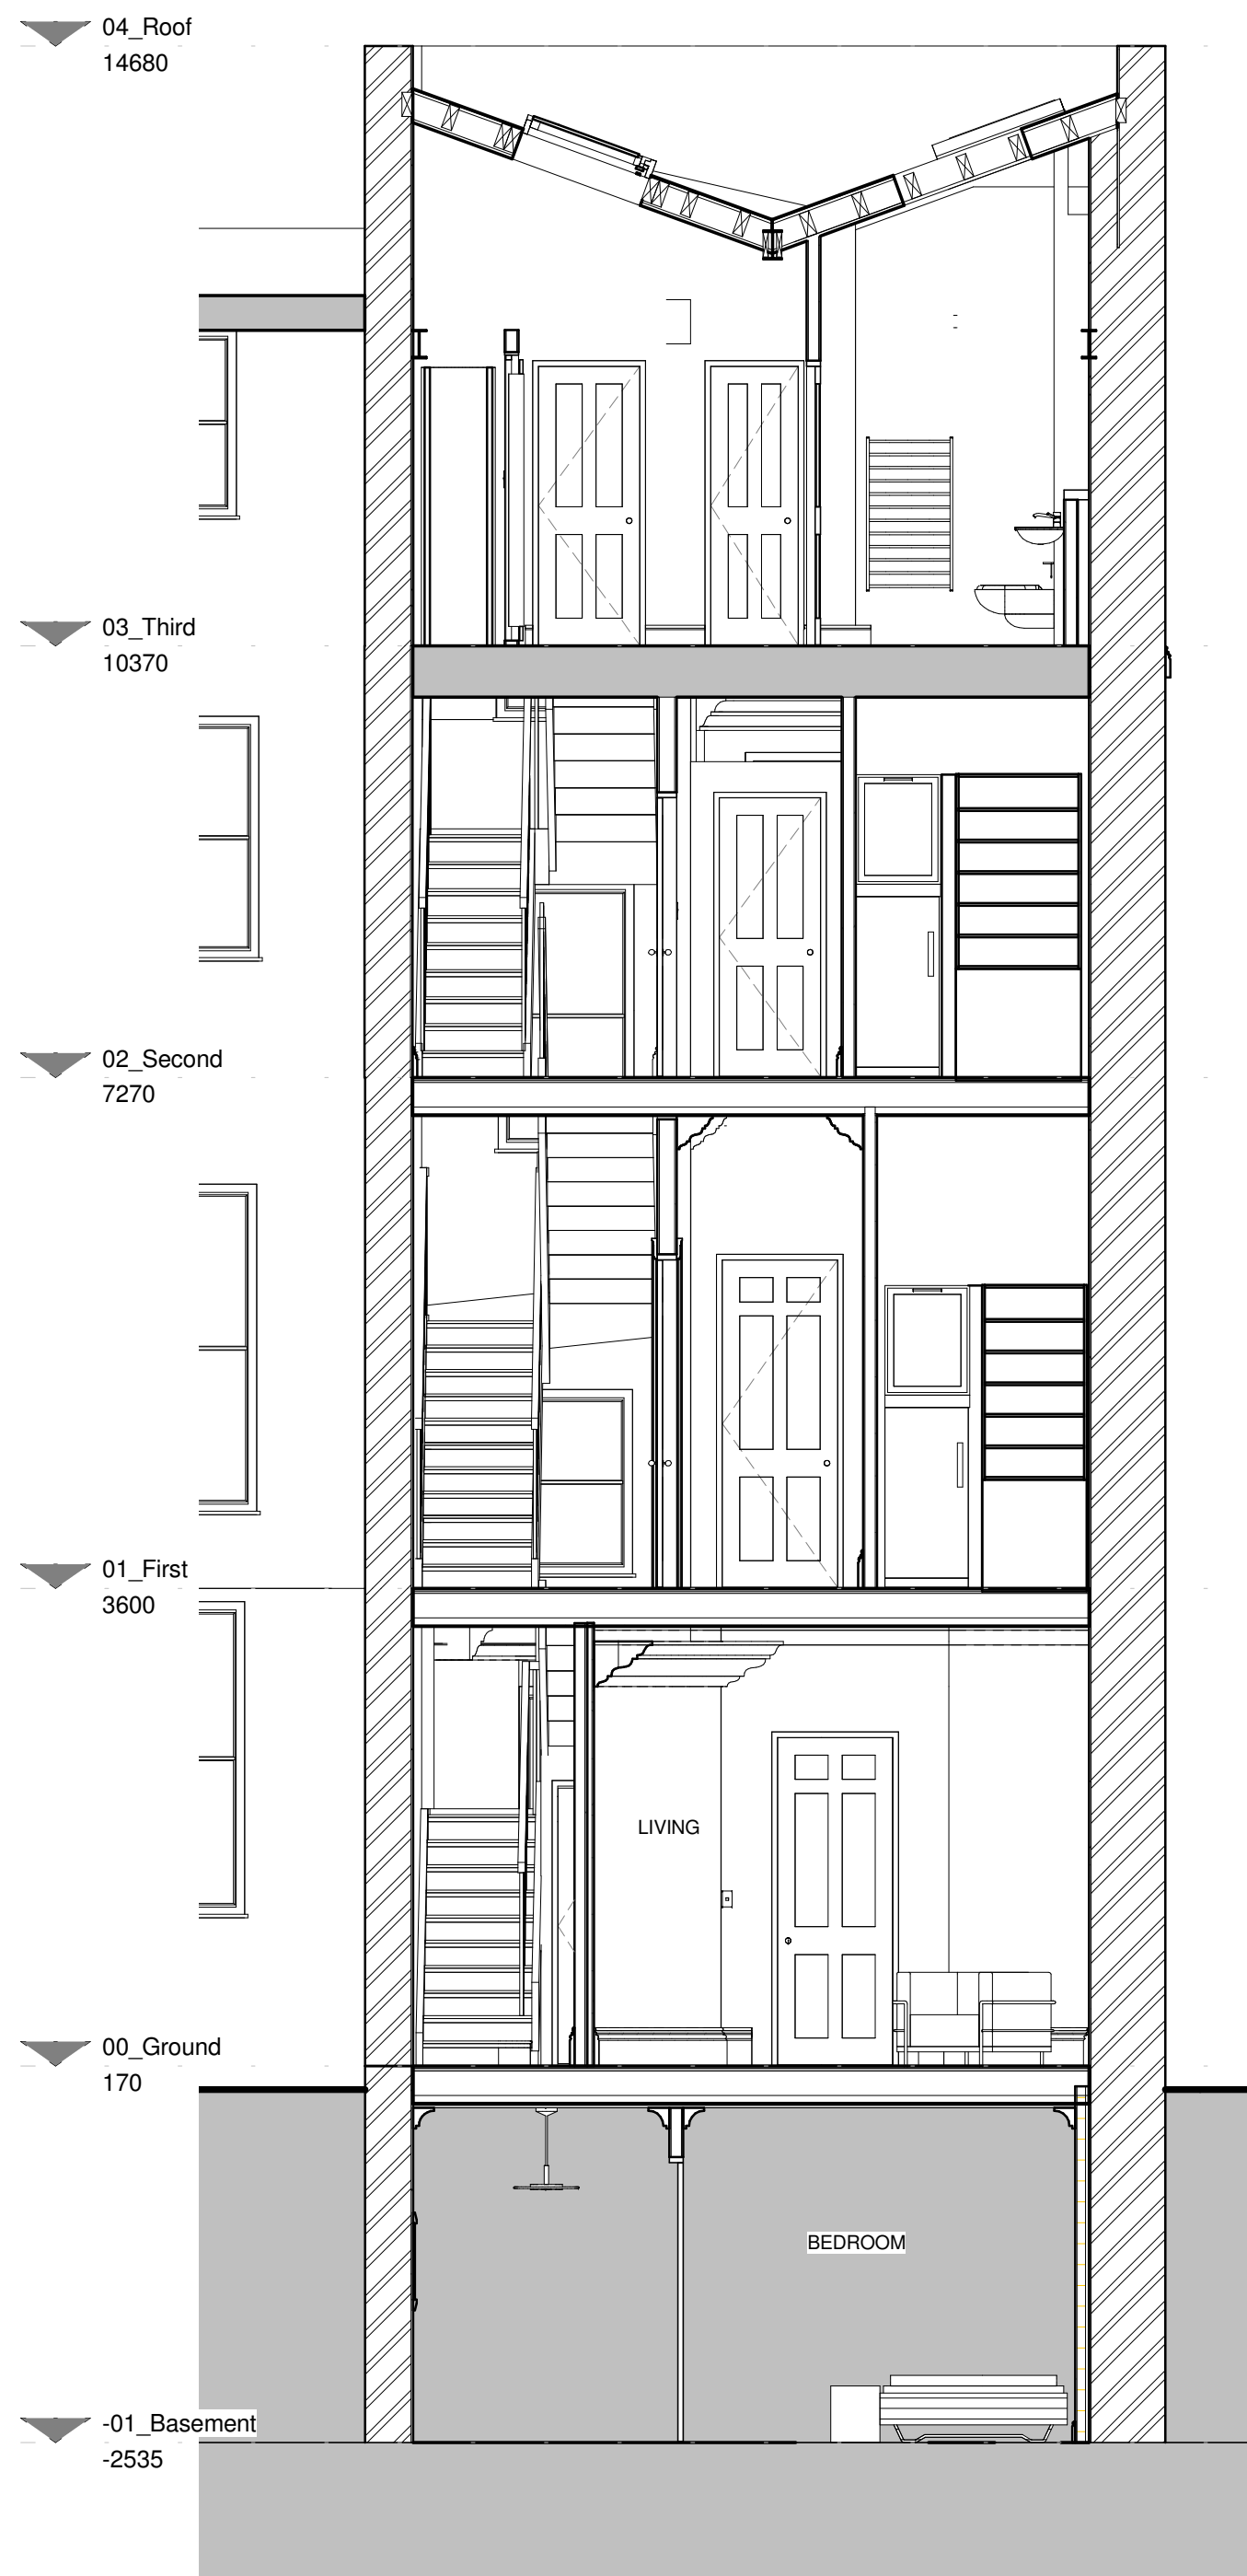 04_Roof
14680
03_Third
10370
02_Second
7270
01_First
3600
LIVING
00_Ground
170
BEDROOM
-01_Basement
-2535